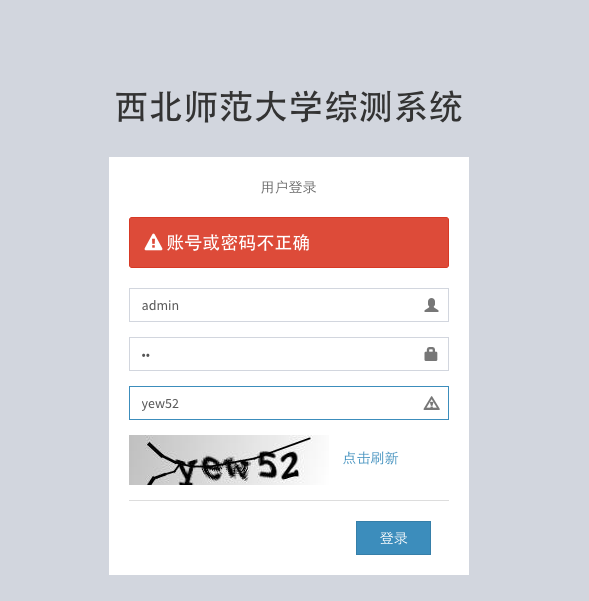 西北师范大学综测系统
用户登录
账号或密码不正确
admin
••
yew52
yew52 点击刷新
登录